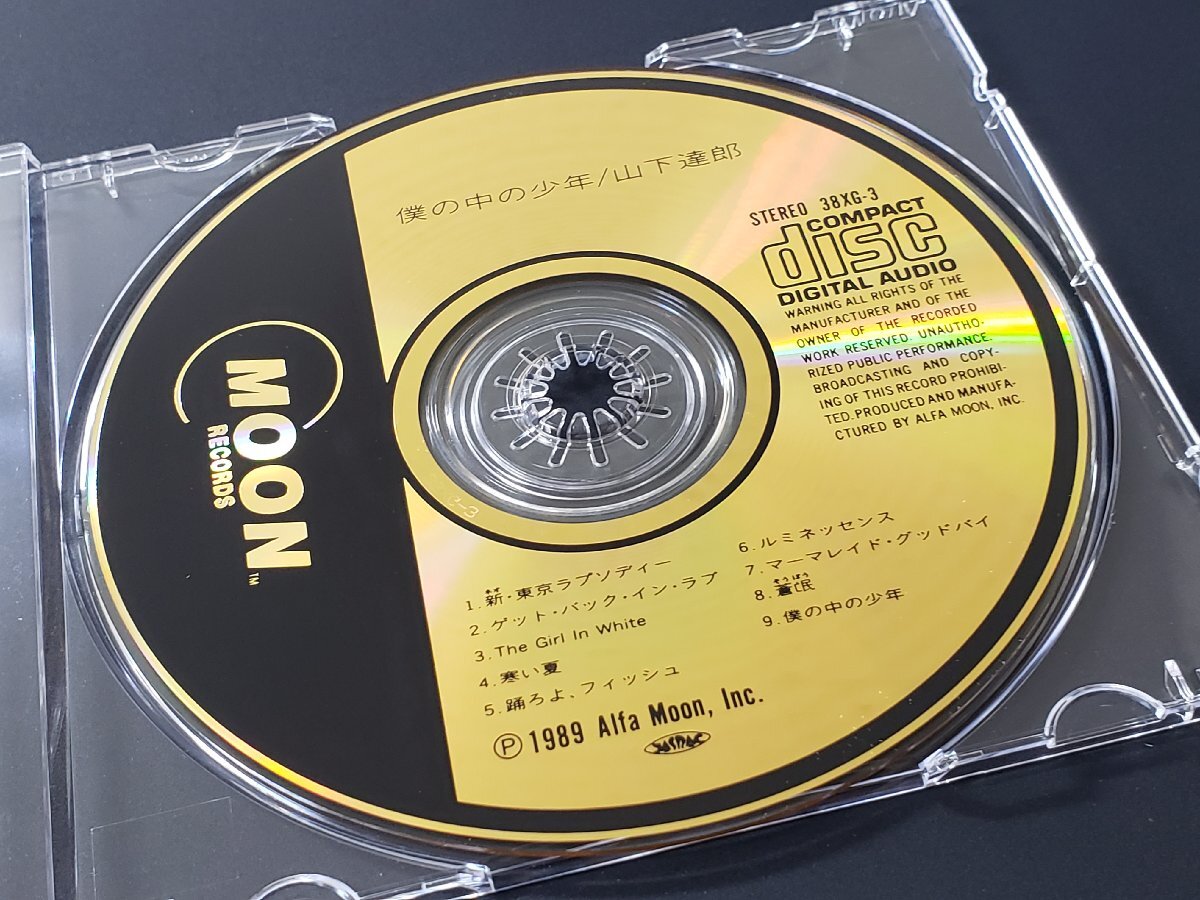 僕の中の少年/山下達郎
STEREO 38XG-3
COMPACT
disc
DIGITAL AUDIO
WARNING ALL RIGHTS OF THE
MANUFACTURER AND OF THE
OWNER OF THE RECORDED
WORK RESERVED. UNAUTHO-
RIZED PUBLIC PERFORMANCE,
BROADCASTING AND COPY-
ING OF THIS RECORD PROHIBI-
TED. PRODUCED AND MANUFA-
CTURED BY ALFA MOON, INC.
MOON
RECORDS
TM
1.新・東京ラプソディー
2.ゲット・バック・イン・ラブ
3.The Girl In White
4.寒い夏
5.踊ろよ、フィッシュ
6.ルミネッセンス
7.マーマレイド・グッドバイ
そうぼう
8.蒼氓
9.僕の中の少年
Ⓟ1989 Alfa Moon, Inc.
JASRAC